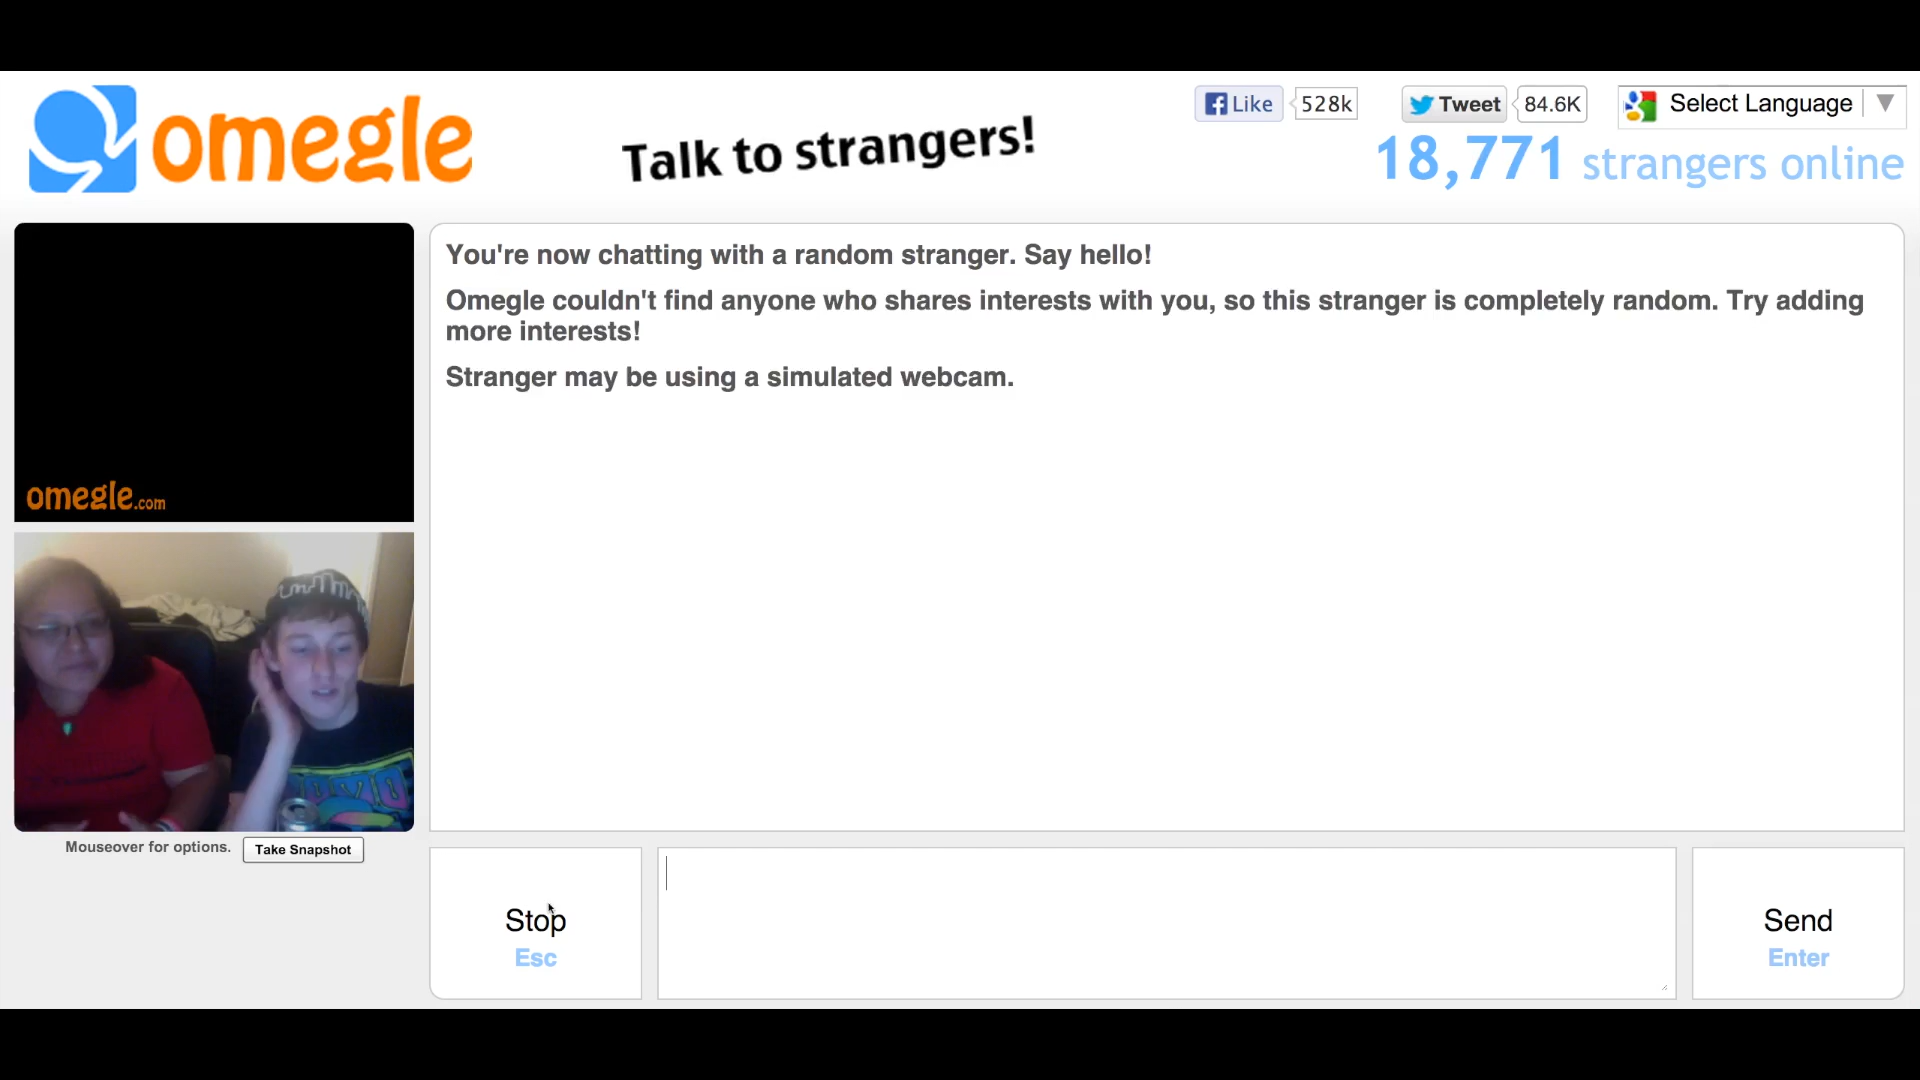 omegle
Talk to strangers!
Like
528k
Tweet
84.6K
Select Language
18,771 strangers online
You're now chatting with a random stranger. Say hello!
Omegle couldn't find anyone who shares interests with you, so this stranger is completely random. Try adding
more interests!
Stranger may be using a simulated webcam.
omegle.com
Mouseover for options.
Take Snapshot
Stop
Esc
Send
Enter